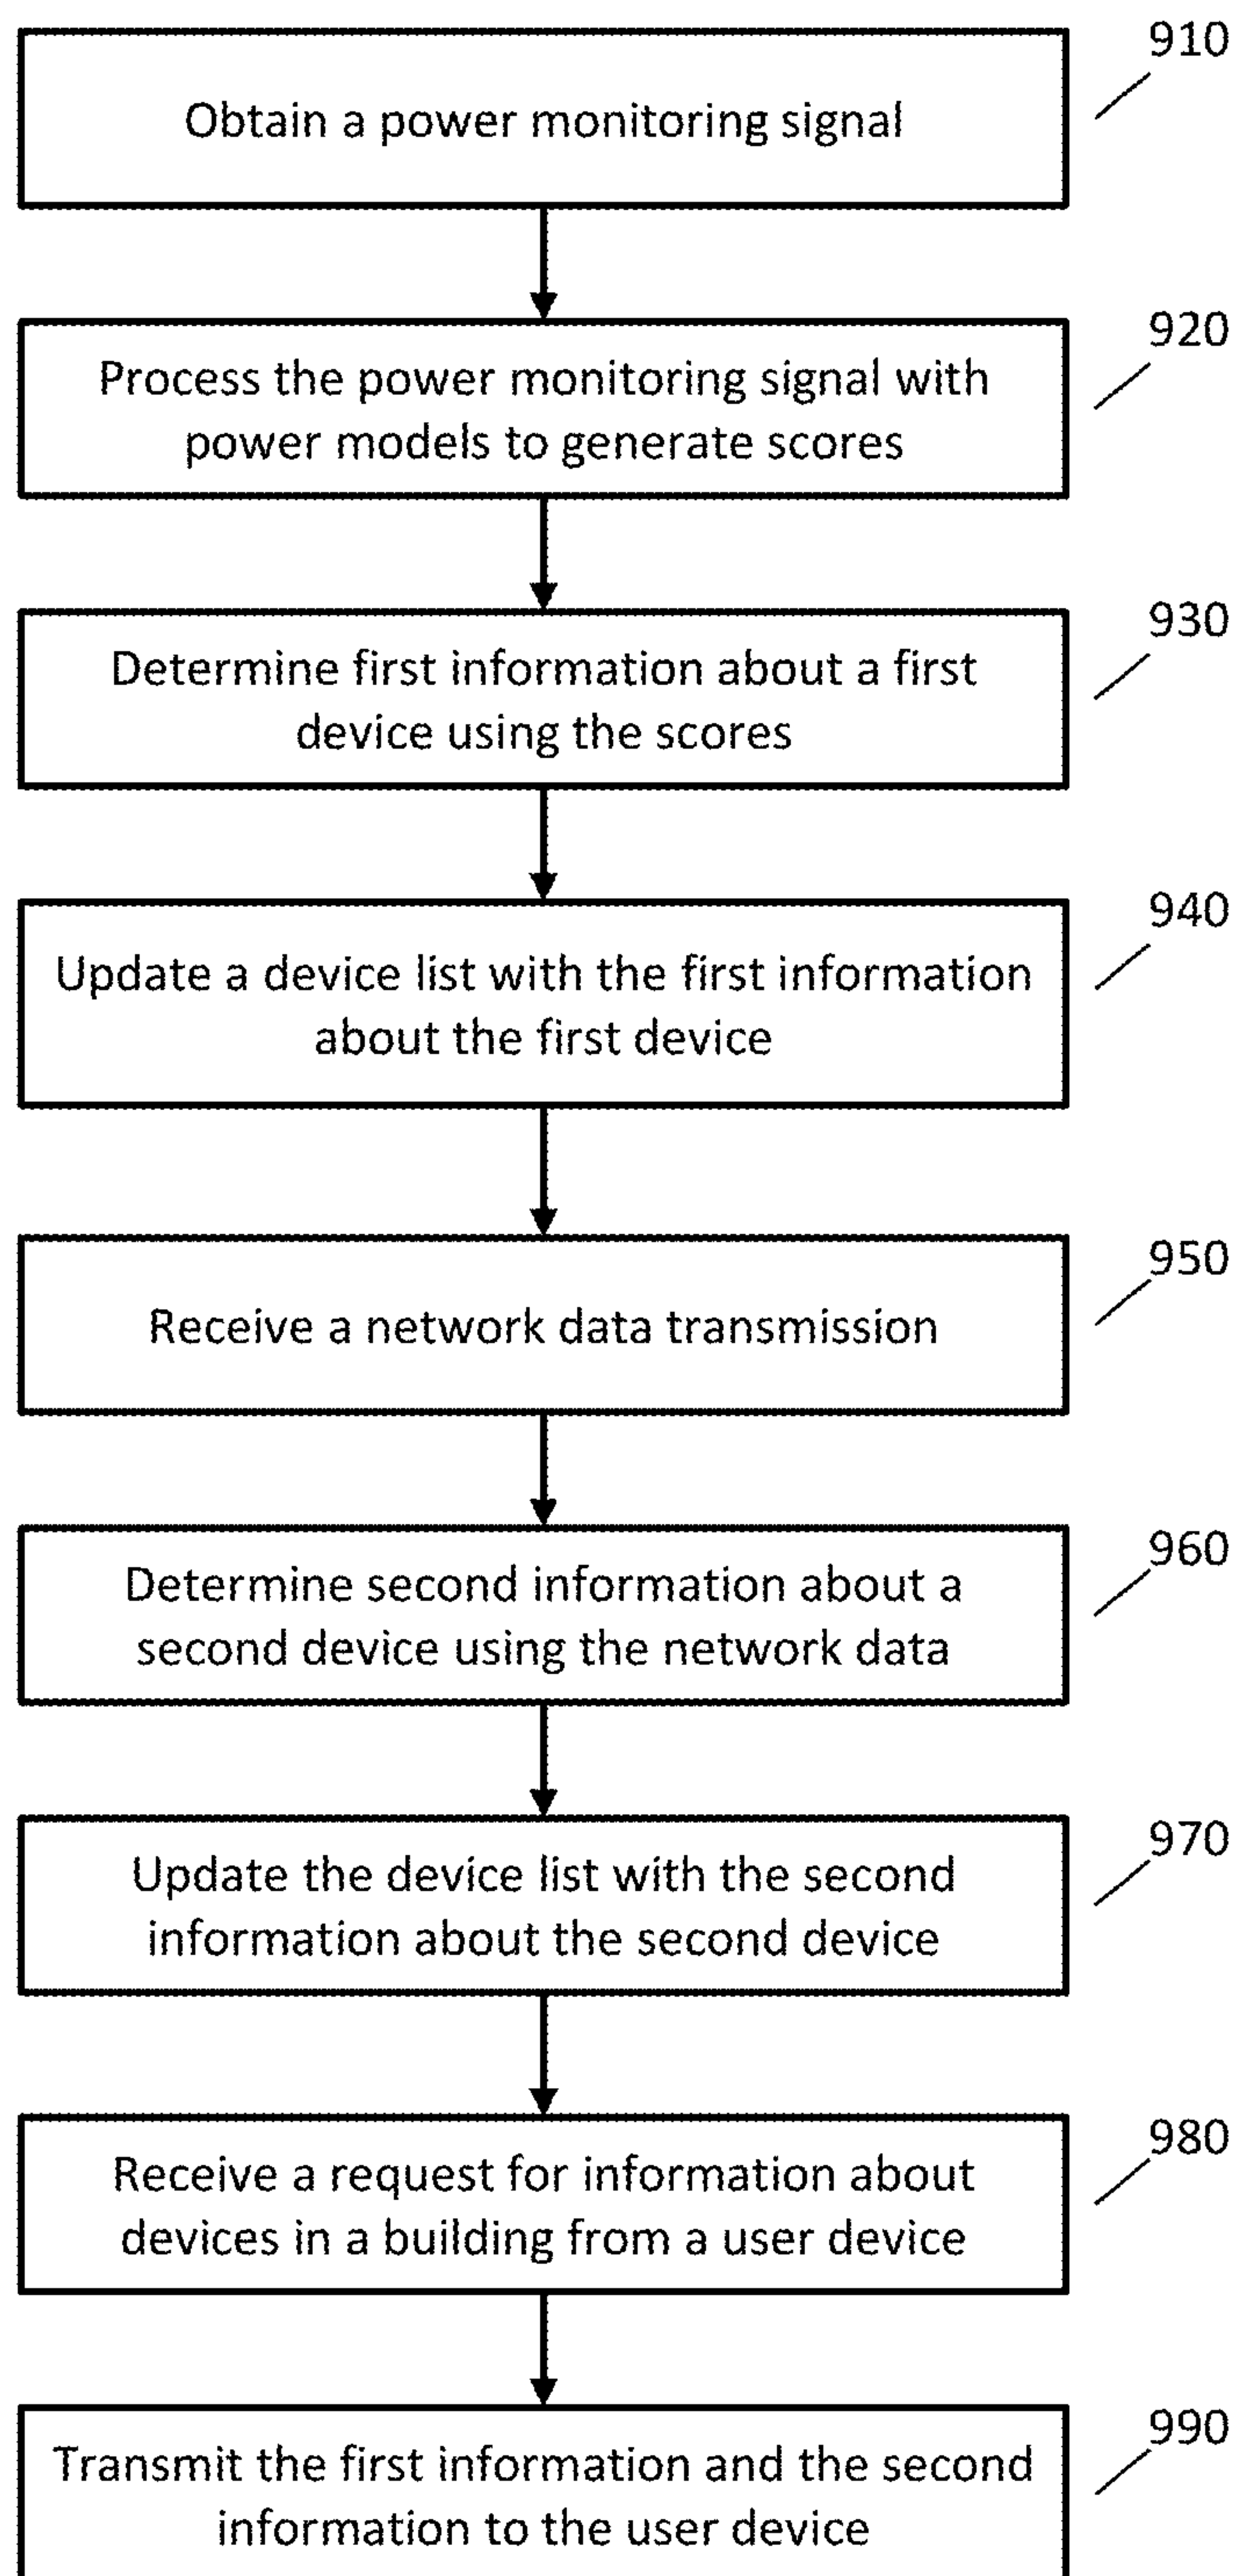 910
Obtain a power monitoring signal
920
Process the power monitoring signal with
power models to generate scores
930
Determine first information about a first
device using the scores
940
Update a device list with the first information
about the first device
950
Receive a network data transmission
960
Determine second information about a
second device using the network data
970
Update the device list with the second
information about the second device
980
Receive a request for information about
devices in a building from a user device
990
Transmit the first information and the second
information to the user device